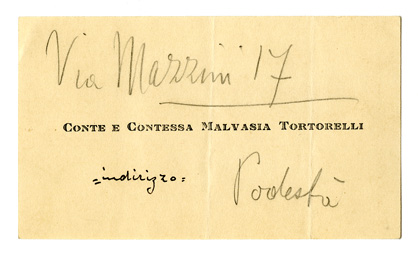 Via Mazzini 17
CONTE E CONTESSA MALVASIA TORTORELLI
=indirizzo=
Podestà